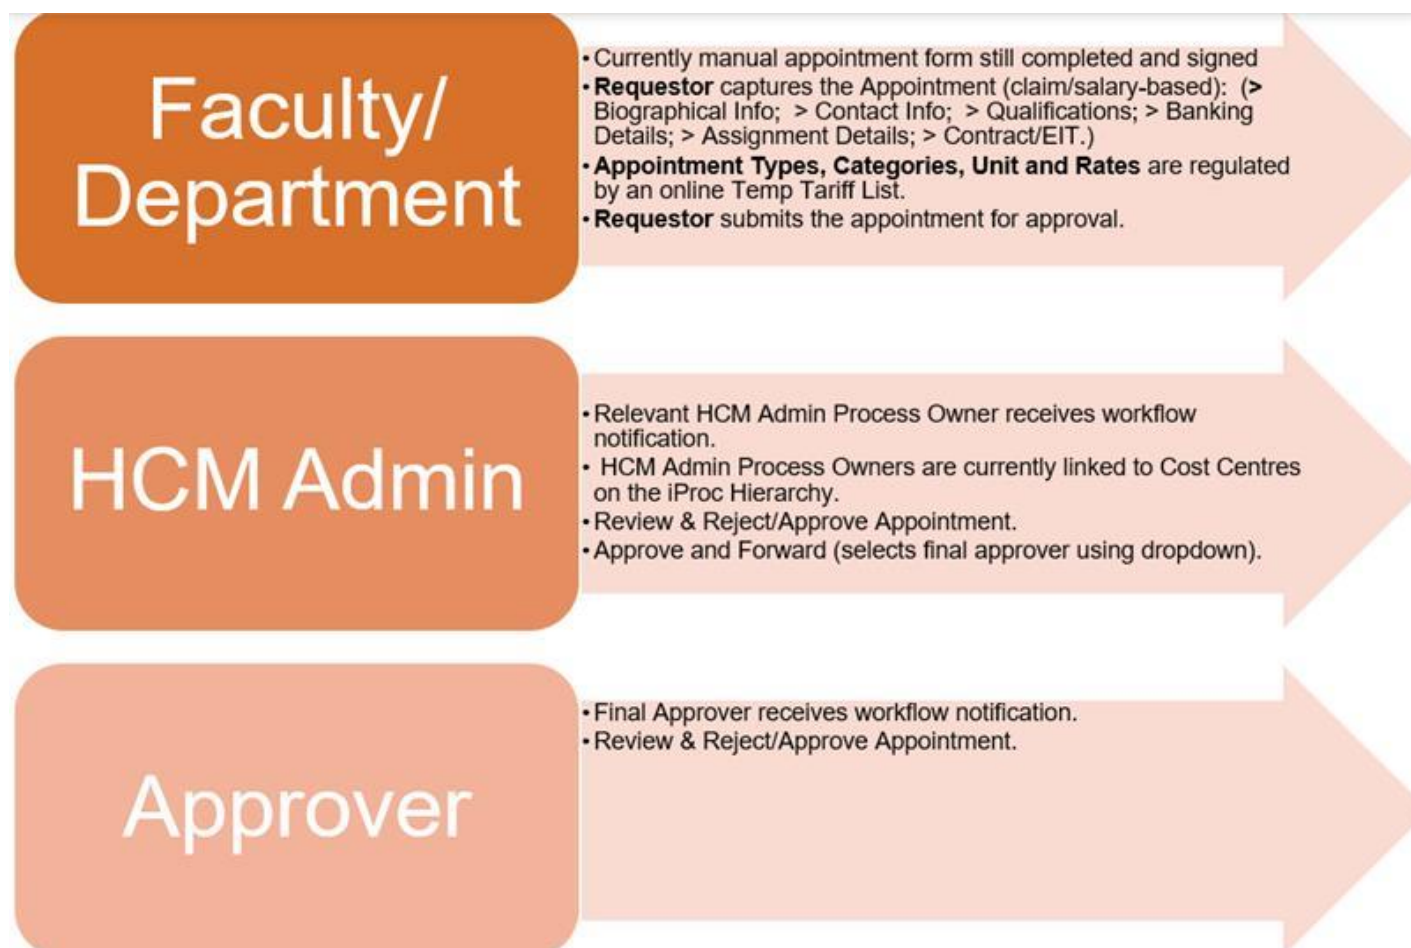 Faculty/
Department
• Currently manual appointment form still completed and signed
• Requestor captures the Appointment (claim/salary-based):  (>
Biographical Info;  > Contact Info;  > Qualifications; > Banking
Details; > Assignment Details; > Contract/EIT.)
• Appointment Types, Categories, Unit and Rates are regulated
by an online Temp Tariff List.
• Requestor submits the appointment for approval.
HCM Admin
• Relevant HCM Admin Process Owner receives workflow
notification.
•  HCM Admin Process Owners are currently linked to Cost Centres
on the iProc Hierarchy.
• Review & Reject/Approve Appointment.
• Approve and Forward (selects final approver using dropdown).
Approver
• Final Approver receives workflow notification.
• Review & Reject/Approve Appointment.